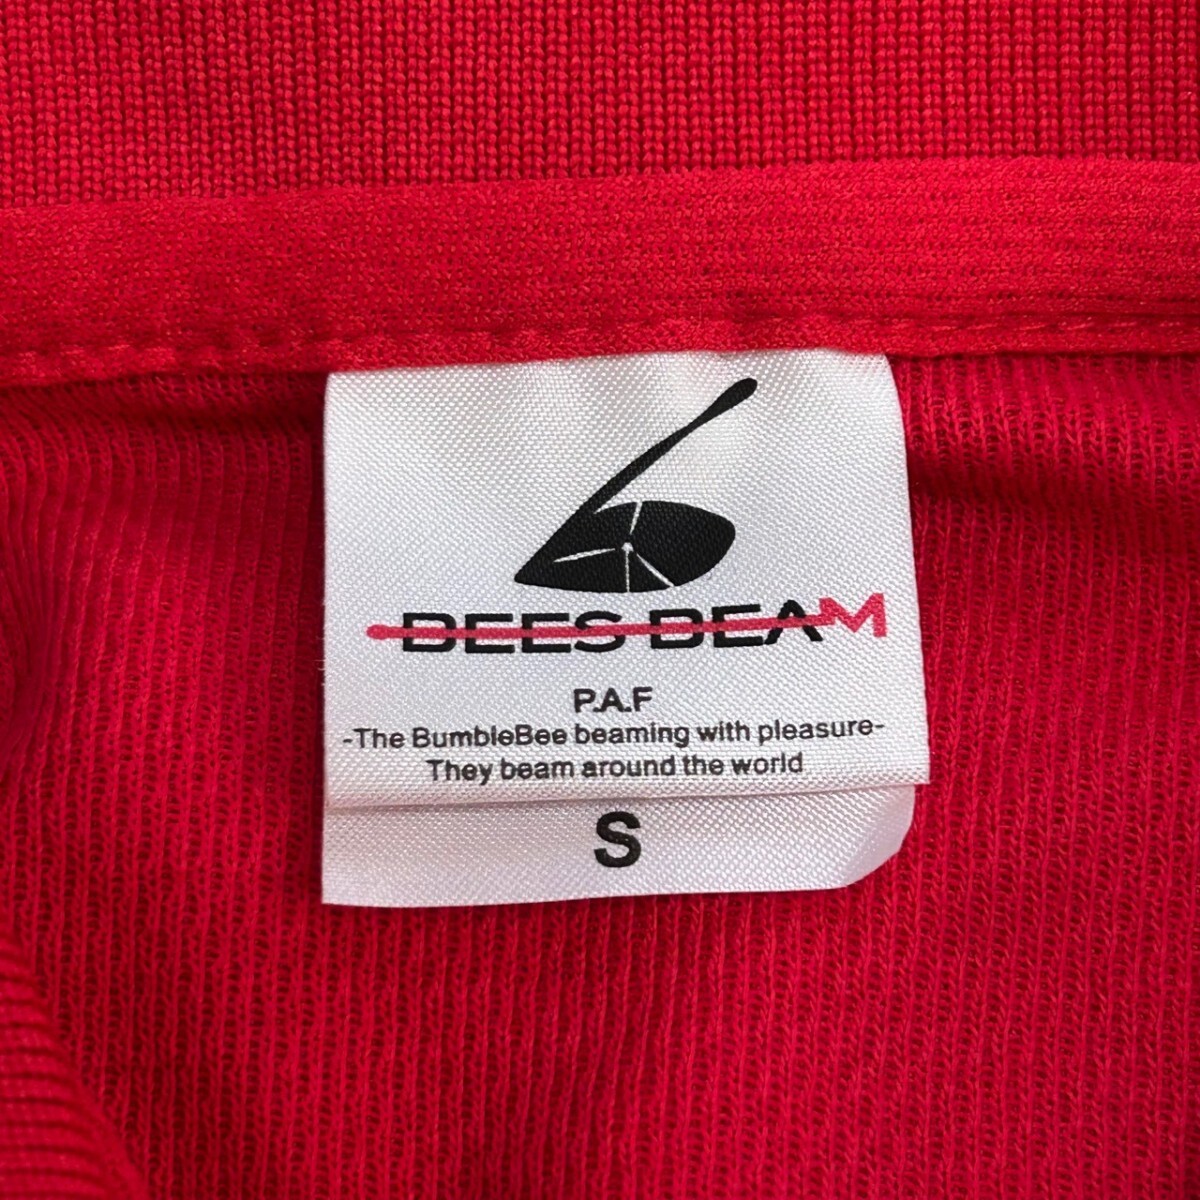 BEES BEAM
P.A.F
-The BumbleBee beaming with pleasure-
They beam around the world
S